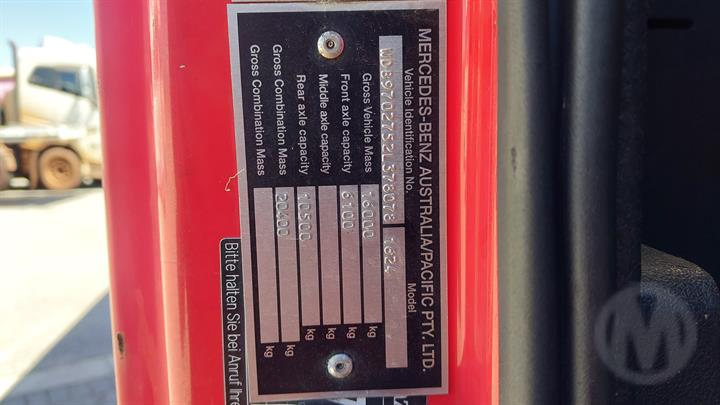 MERCEDES-BENZ AUSTRALIA/PACIFIC PTY. LTD.
Vehicle Identification No. Model
WDB9702752L378078 1624
Gross Vehicle Mass 16000 kg
Front axle capacity 6100 kg
Middle axle capacity kg
Rear axle capacity 10500 kg
Gross Combination Mass 20400 kg
Gross Combination Mass kg
Bitte halten Sie bei Anruf Ihre
M